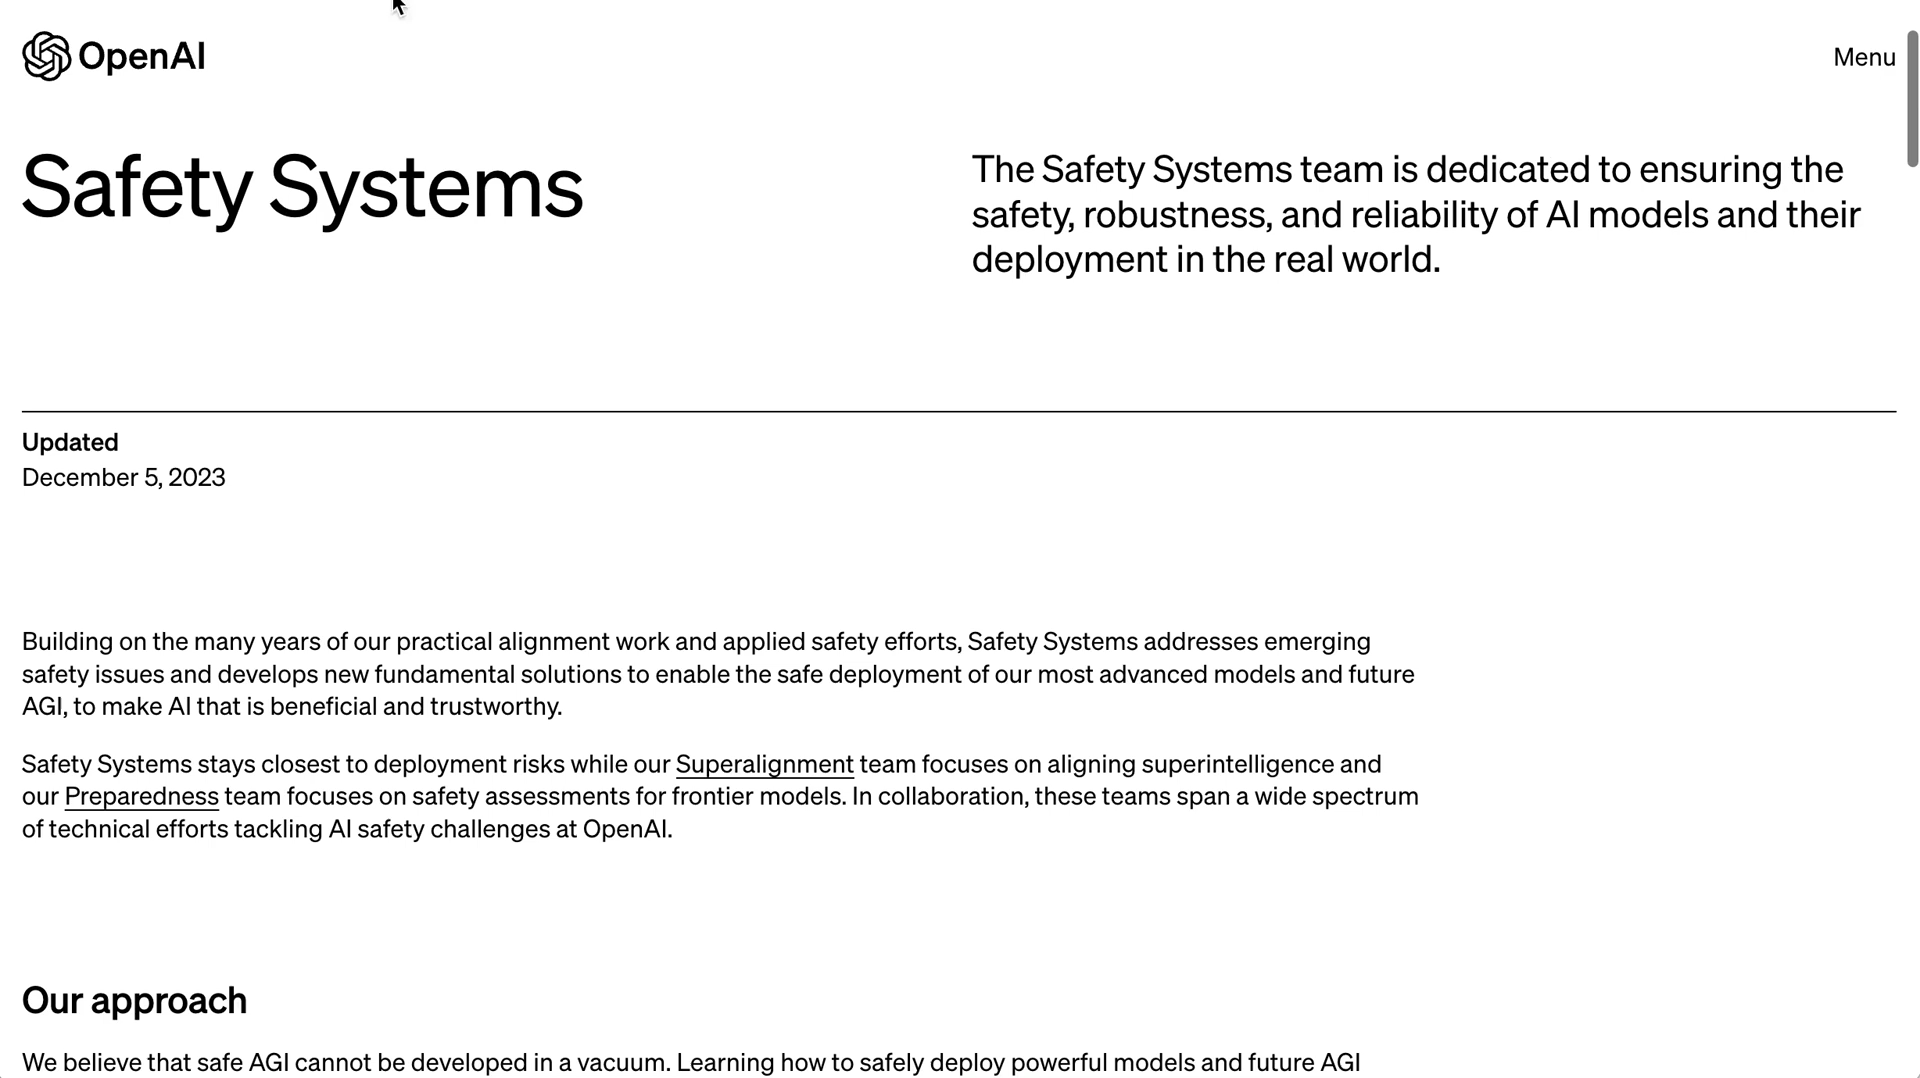 OpenAI
Menu
Safety Systems
The Safety Systems team is dedicated to ensuring the
safety, robustness, and reliability of AI models and their
deployment in the real world.
Updated
December 5, 2023
Building on the many years of our practical alignment work and applied safety efforts, Safety Systems addresses emerging
safety issues and develops new fundamental solutions to enable the safe deployment of our most advanced models and future
AGI, to make AI that is beneficial and trustworthy.
Safety Systems stays closest to deployment risks while our Superalignment team focuses on aligning superintelligence and
our Preparedness team focuses on safety assessments for frontier models. In collaboration, these teams span a wide spectrum
of technical efforts tackling AI safety challenges at OpenAI.
Our approach
We believe that safe AGI cannot be developed in a vacuum. Learning how to safely deploy powerful models and future AGI